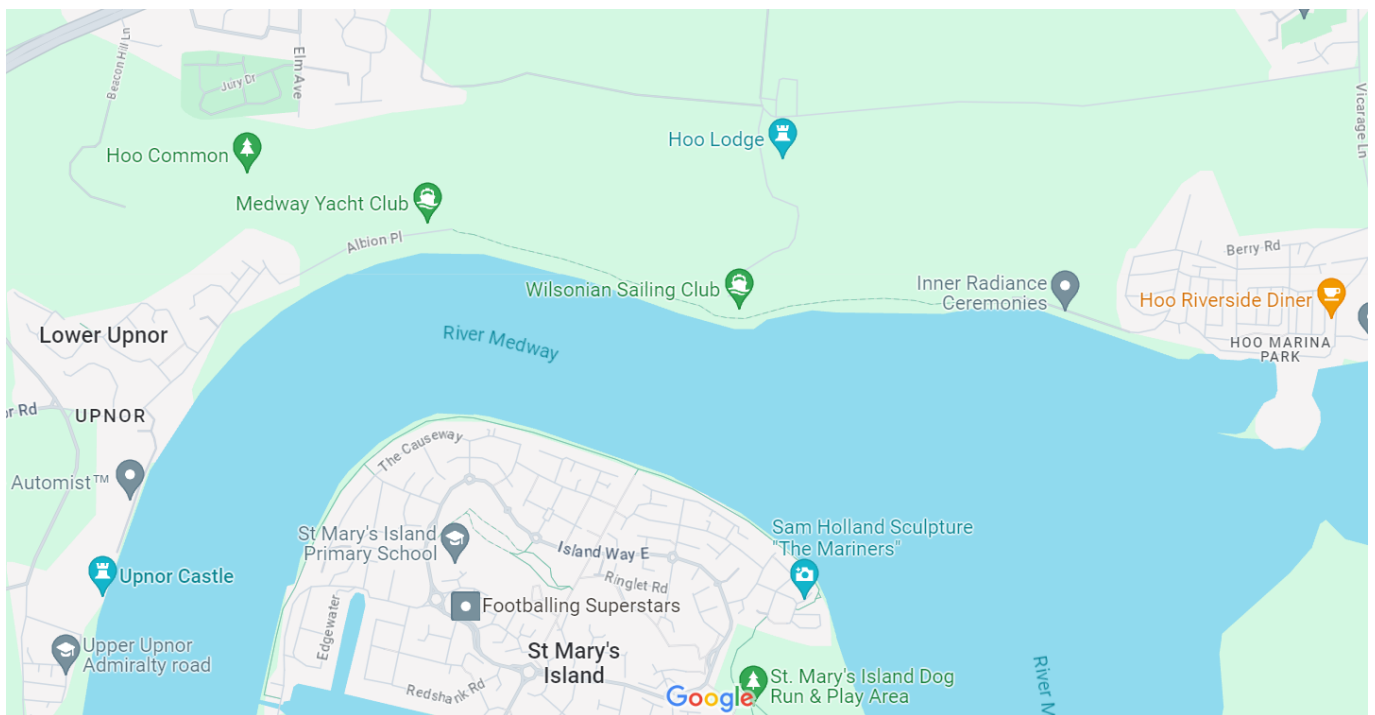 Beacon Hill Ln
Elm Ave
Jury Dr
Vicarage Ln
Hoo Common
Hoo Lodge
Medway Yacht Club
Albion Pl
Berry Rd
Wilsonian Sailing Club
Inner Radiance
Ceremonies
Hoo Riverside Diner
Lower Upnor
River Medway
HOO MARINA
PARK
or Rd
UPNOR
The Causeway
Automist™
St Mary's Island
Primary School
Island Way E
Sam Holland Sculpture
"The Mariners"
Upnor Castle
Ringlet Rd
Footballing Superstars
Edgewater
Upper Upnor
Admiralty road
St Mary's
Island
Redshank Rd
Google
St. Mary's Island Dog
Run & Play Area
River M